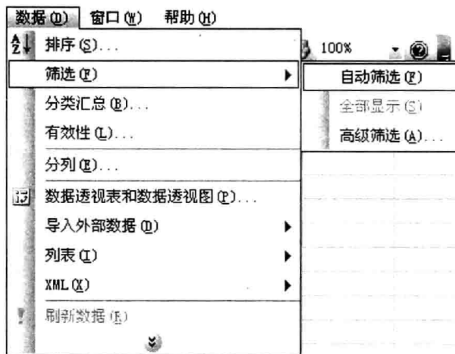 数据(D) 窗口(W) 帮助(H)
排序(S)...
100%
筛选(F)
自动筛选(F)
全部显示(S)
高级筛选(A)...
分类汇总(B)...
有效性(L)...
分列(E)...
数据透视表和数据透视图(P)...
导入外部数据(D)
列表(I)
XML(X)
刷新数据(R)